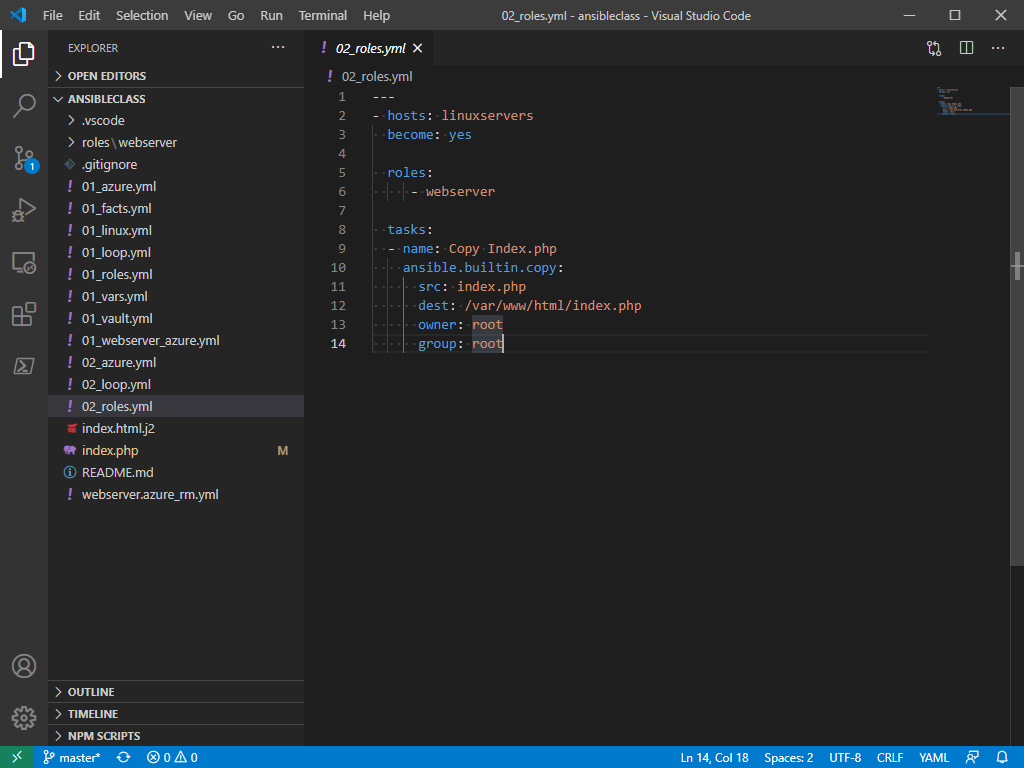 File Edit Selection View Go Run Terminal Help 02_roles.yml - ansibleclass - Visual Studio Code
EXPLORER
OPEN EDITORS
ANSIBLECLASS
.vscode
roles\webserver
.gitignore
! 01_azure.yml
! 01_facts.yml
! 01_linux.yml
! 01_loop.yml
! 01_roles.yml
! 01_vars.yml
! 01_vault.yml
! 01_webserver_azure.yml
! 02_azure.yml
! 02_loop.yml
! 02_roles.yml
index.html.j2
index.php M
README.md
! webserver.azure_rm.yml
OUTLINE
TIMELINE
NPM SCRIPTS
1
! 02_roles.yml
! 02_roles.yml
1 ---
2 - hosts: linuxservers
3   become: yes
4
5   roles:
6      - webserver
7
8   tasks:
9   - name: Copy Index.php
10     ansible.builtin.copy:
11       src: index.php
12       dest: /var/www/html/index.php
13       owner: root
14       group: root
master* 0 0 Ln 14, Col 18 Spaces: 2 UTF-8 CRLF YAML